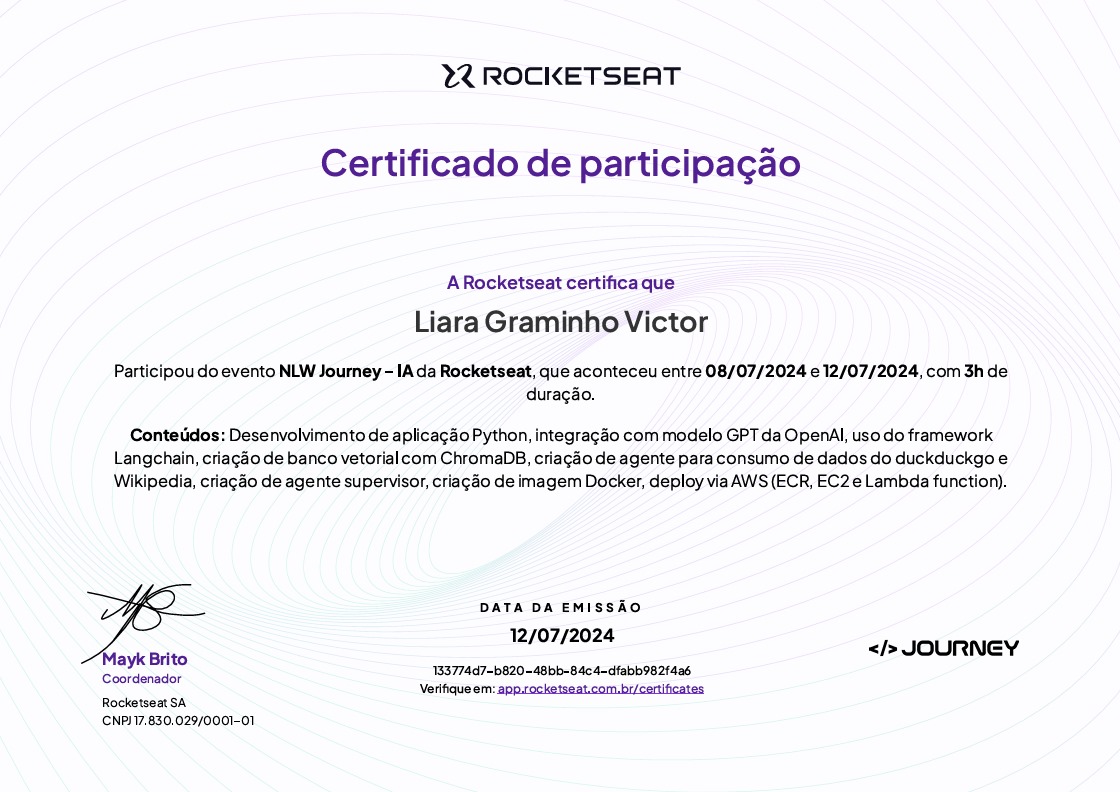 ROCKETSEAT
Certificado de participação
A Rocketseat certifica que
Liara Graminho Victor
Participou do evento NLW Journey - IA da Rocketseat, que aconteceu entre 08/07/2024 e 12/07/2024, com 3h de
duração.
Conteúdos: Desenvolvimento de aplicação Python, integração com modelo GPT da OpenAI, uso do framework
Langchain, criação de banco vetorial com ChromaDB, criação de agente para consumo de dados do duckduckgo e
Wikipedia, criação de agente supervisor, criação de imagem Docker, deploy via AWS (ECR, EC2 e Lambda function).
Mayk Brito
Coordenador
Rocketseat SA
CNPJ 17.830.029/0001-01
DATA DA EMISSÃO
12/07/2024
133774d7-b820-48bb-84c4-dfabb982f4a6
Verifique em: app.rocketseat.com.br/certificates
</> JOURNEY